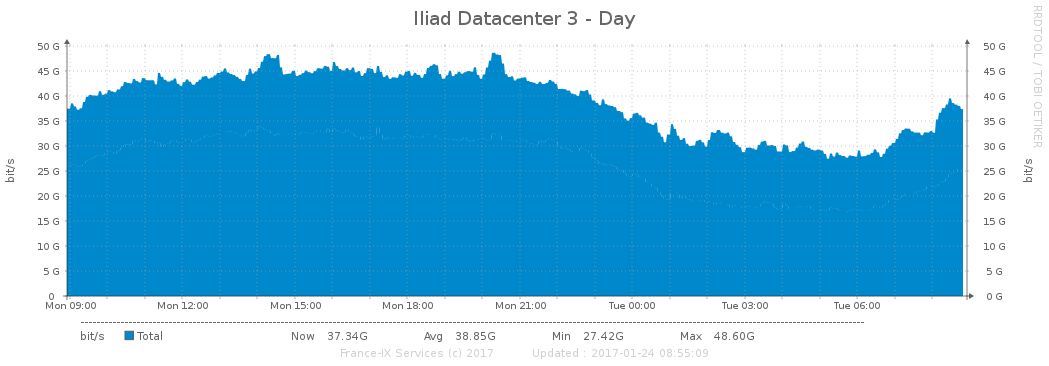 Iliad Datacenter 3 - Day
RRDTOOL / TOBI OETIKER
50 G 50 G
45 G 45 G
40 G 40 G
35 G 35 G
30 G 30 G
25 G 25 G
20 G 20 G
15 G 15 G
10 G 10 G
5 G 5 G
0 0 G
bit/s bit/s
Mon 09:00 Mon 12:00 Mon 15:00 Mon 18:00 Mon 21:00 Tue 00:00 Tue 03:00 Tue 06:00
bit/s Total Now 37.34G Avg 38.85G Min 27.42G Max 48.60G
France-IX Services (c) 2017 Updated : 2017-01-24 08:55:09